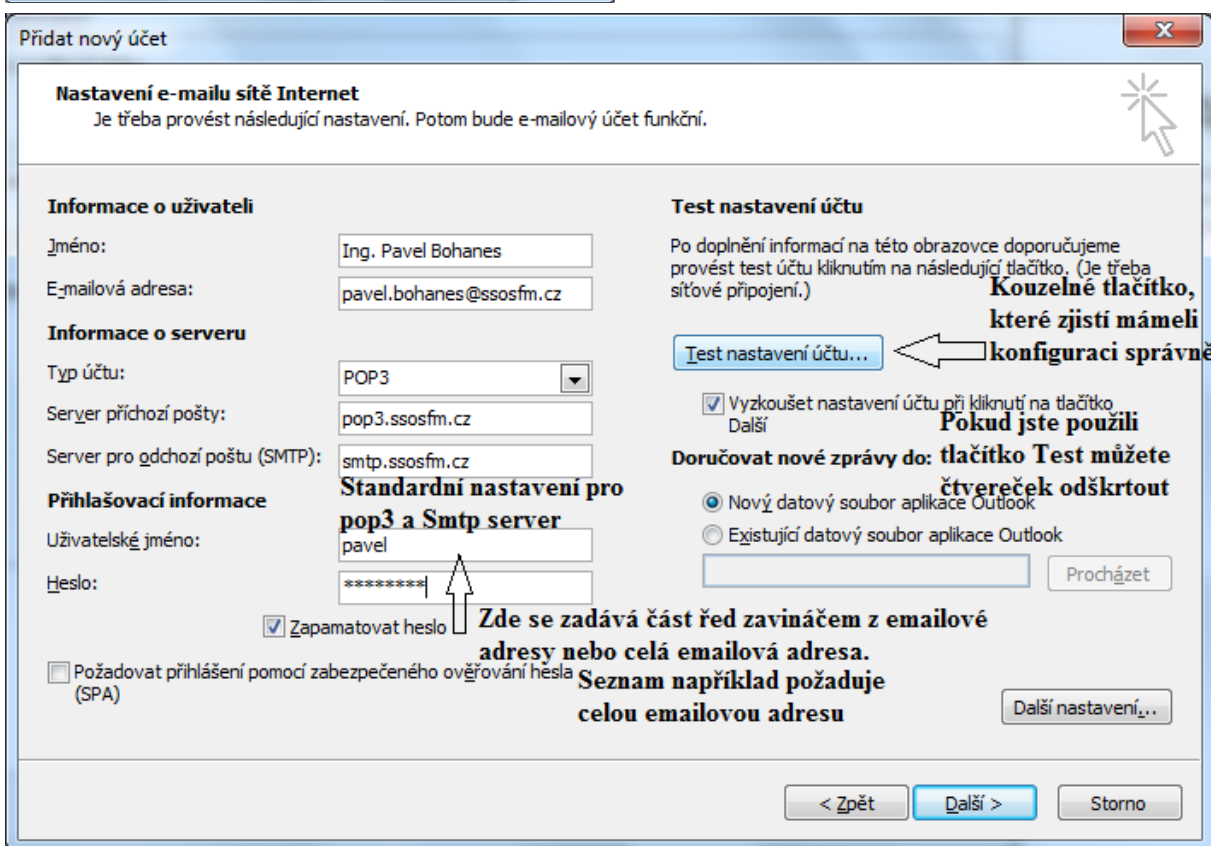 Přidat nový účet
Nastavení e-mailu sítě Internet
Je třeba provést následující nastavení. Potom bude e-mailový účet funkční.
Informace o uživateli
Jméno:
Ing. Pavel Bohanes
E-mailová adresa:
pavel.bohanes@ssosfm.cz
Informace o serveru
Typ účtu:
POP3
Server příchozí pošty:
pop3.ssosfm.cz
Server pro odchozí poštu (SMTP):
smtp.ssosfm.cz
Standardní nastavení pro
pop3 a Smtp server
Přihlašovací informace
Uživatelské jméno:
pavel
Heslo:
********
Zapamatovat heslo
Zde se zadává část řed zavináčem z emailové
adresy nebo celá emailová adresa.
Seznam například požaduje
celou emailovou adresu
Požadovat přihlášení pomocí zabezpečeného ověřování hesla
(SPA)
Test nastavení účtu
Po doplnění informací na této obrazovce doporučujeme
provést test účtu kliknutím na následující tlačítko. (Je třeba
síťové připojení.)
Kouzelné tlačítko,
které zjistí mámeli
konfiguraci správně
Test nastavení účtu...
Vyzkoušet nastavení účtu při kliknutí na tlačítko
Další
Pokud jste použili
tlačítko Test můžete
čtvereček odškrtout
Doručovat nové zprávy do:
Nový datový soubor aplikace Outlook
Existující datový soubor aplikace Outlook
Procházet
Další nastavení...
< Zpět
Další >
Storno